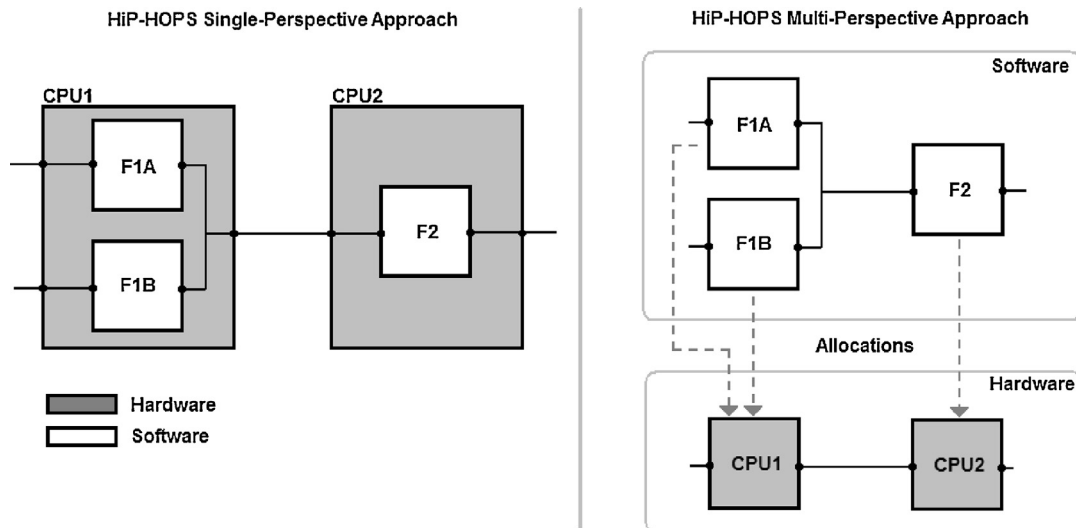 HiP-HOPS Single-Perspective Approach
CPU1
CPU2
F1A
F1B
F2
Hardware
Software
HiP-HOPS Multi-Perspective Approach
Software
F1A
F2
F1B
Allocations
Hardware
CPU1
CPU2